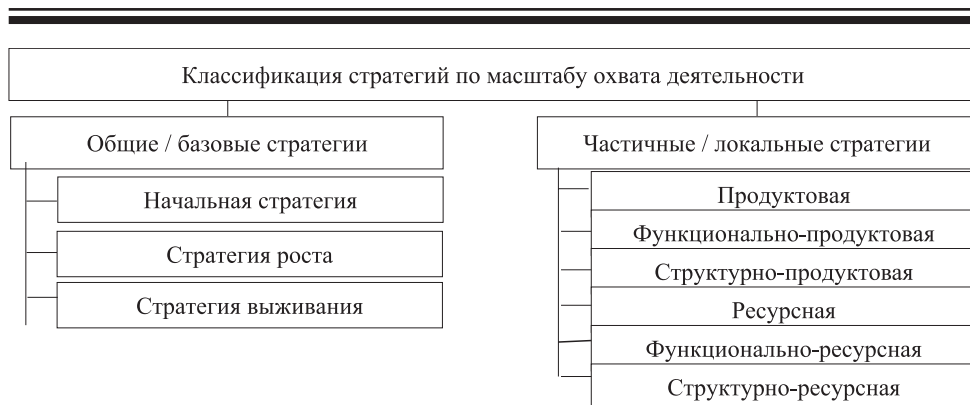 Классификация стратегий по масштабу охвата деятельности
Общие / базовые стратегии
Начальная стратегия
Стратегия роста
Стратегия выживания
Частичные / локальные стратегии
Продуктовая
Функционально-продуктовая
Структурно-продуктовая
Ресурсная
Функционально-ресурсная
Структурно-ресурсная